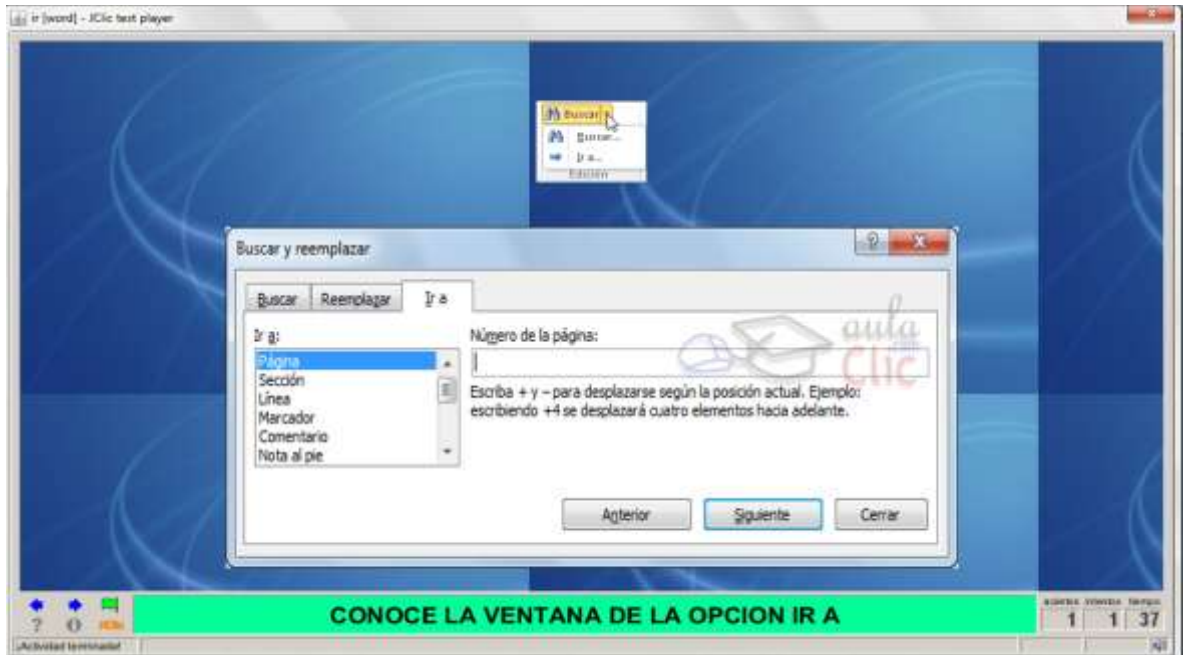 ir [word] - JClic test player
Buscar
Buscar...
Ir a...
Edición
Buscar y reemplazar
Buscar
Reemplazar
Ir a
Ir a:
Número de la página:
Página
Sección
Línea
Marcador
Comentario
Nota al pie
Escriba + y – para desplazarse según la posición actual. Ejemplo:
escribiendo +4 se desplazará cuatro elementos hacia adelante.
aula
Clic
Anterior
Siguiente
Cerrar
CONOCE LA VENTANA DE LA OPCION IR A
aciertos intentos tiempo
1 1 37
¡Actividad terminada!